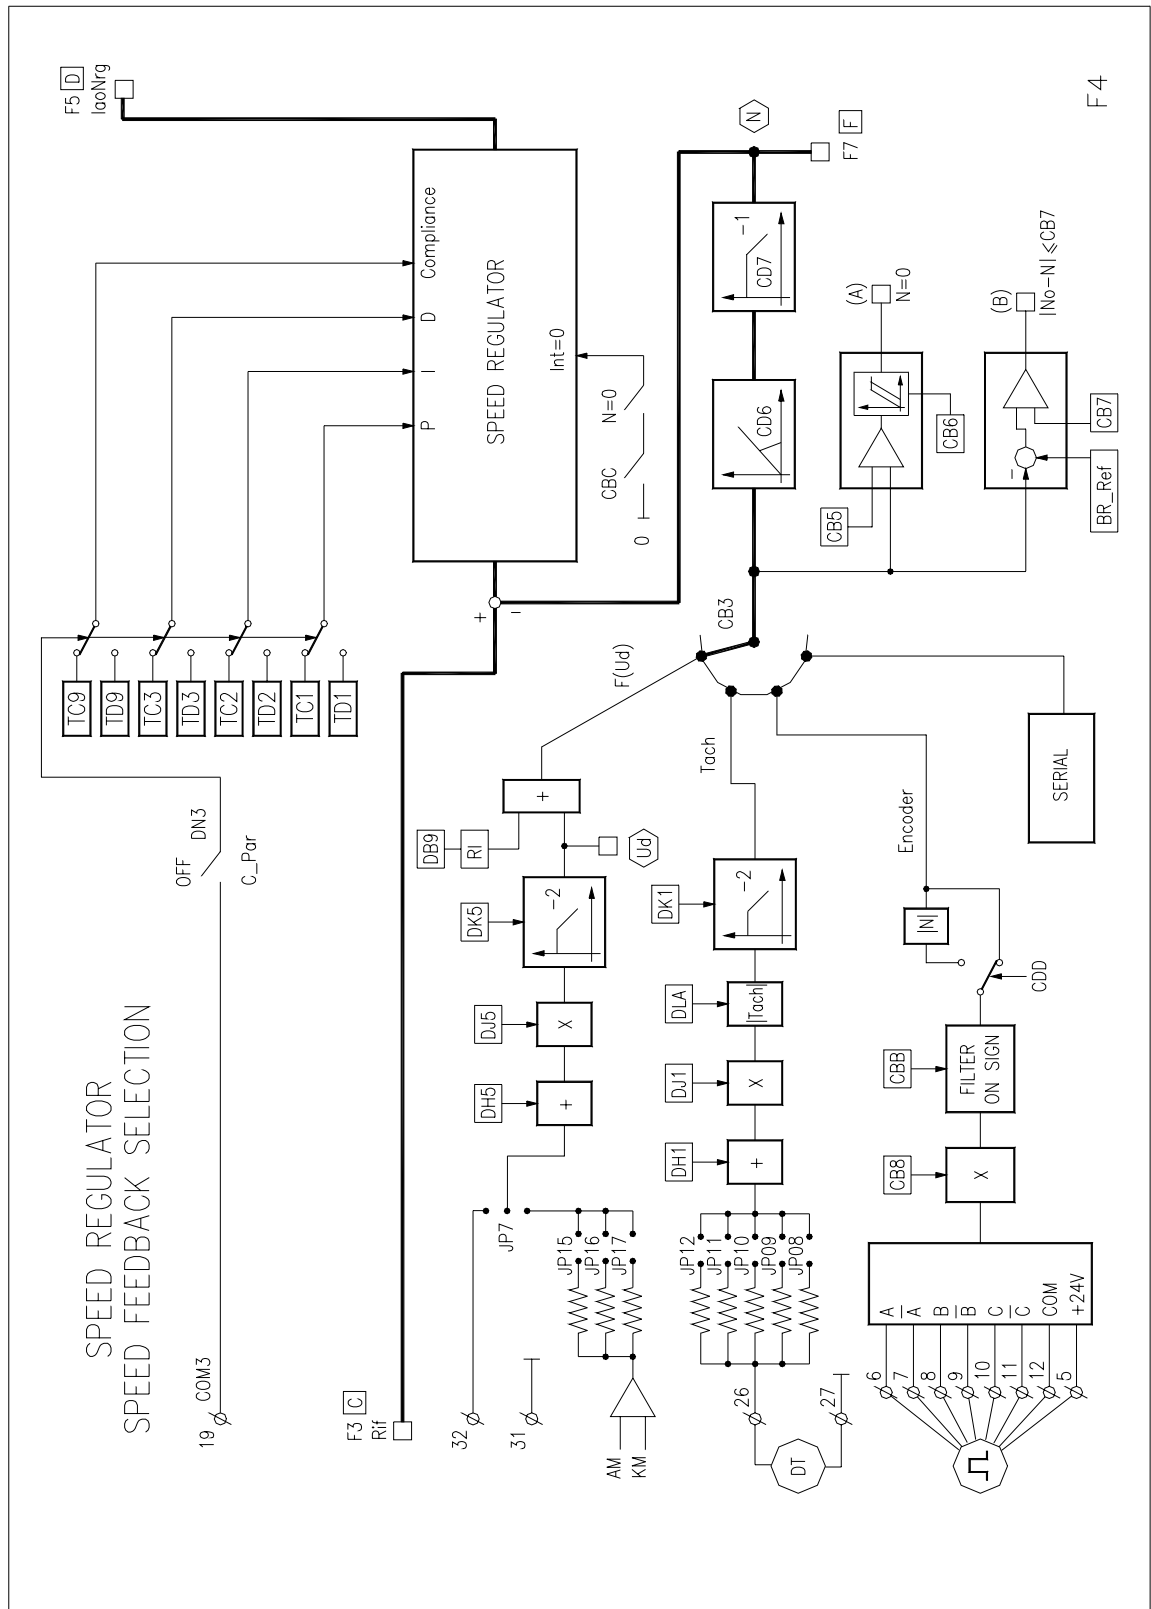 SPEED REGULATOR
SPEED FEEDBACK SELECTION
19
COM3
OFF
DN3
C_Par
TC9
TD9
TC3
TD3
TC2
TD2
TC1
TD1
F5 D
IaoNrg
P
I
D
Compliance
SPEED REGULATOR
Int=0
0
CBC
N=0
F3 C
Rif
+
−
32
31
AM
KM
JP7
JP15
JP16
JP17
DH5
+
DJ5
X
DK5
-2
DB9
RI
+
Ud
F(Ud)
CB3
CD6
CD7
-1
N
F7 F
26
27
DT
JP12
JP11
JP10
JP09
JP08
DH1
+
DJ1
X
DLA
|Tach|
DK1
-2
Tach
CB5
CB6
(A)
N=0
−
BR_Ref
CB7
(B)
|No-N|≤CB7
6
7
8
9
10
11
12
5
A
A̅
B
B̅
C
C̅
COM
+24V
CB8
X
CBB
FILTER
ON SIGN
CDD
|N|
Encoder
SERIAL
F4